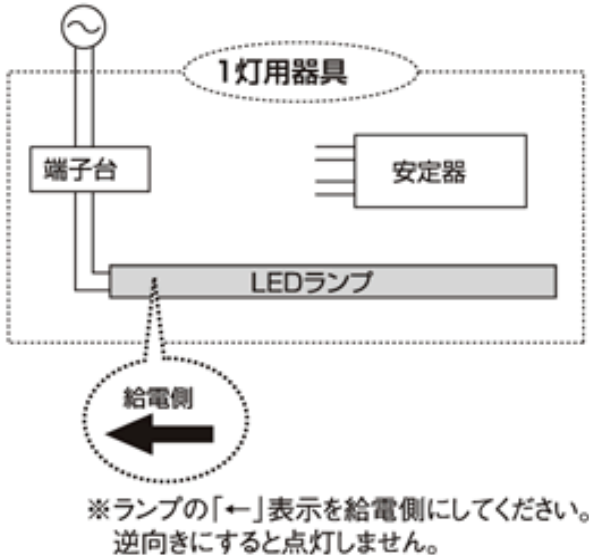 1灯用器具
端子台
安定器
LEDランプ
給電側
※ランプの「←」表示を給電側にしてください。
逆向きにすると点灯しません。